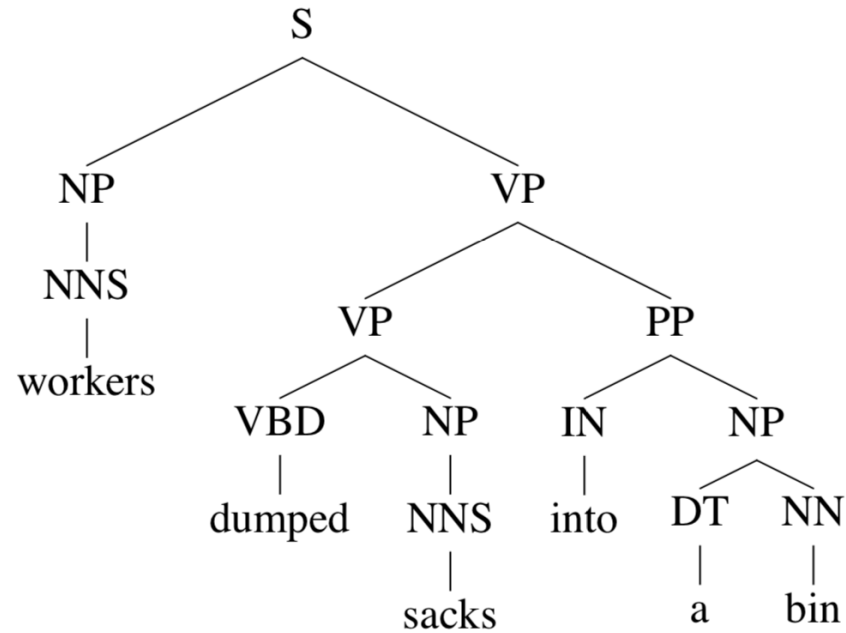 S
NP VP
NNS VP PP
workers VBD NP IN NP
dumped NNS into DT NN
sacks a bin